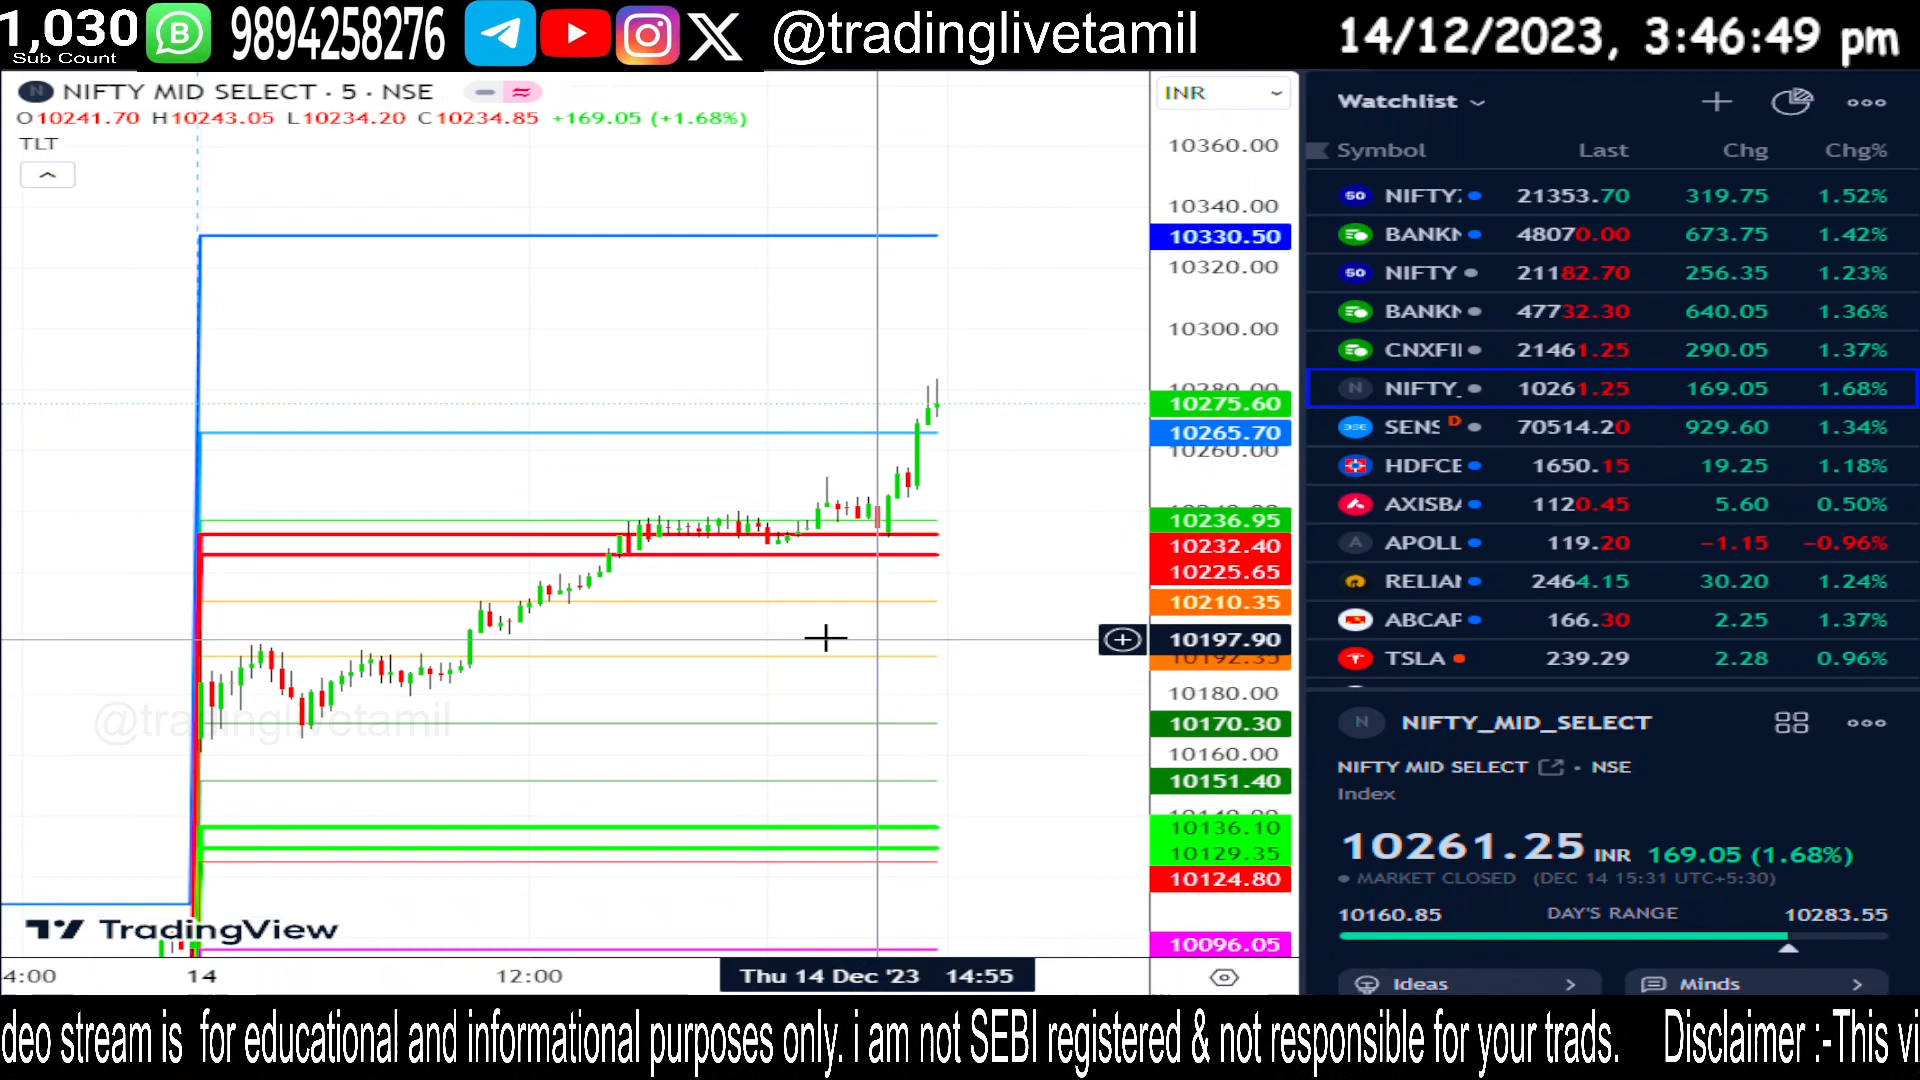 1,030
Sub Count
9894258276
@tradinglivetamil
14/12/2023, 3:46:49 pm
NIFTY MID SELECT · 5 · NSE
O10241.70 H10243.05 L10234.20 C10234.85 +169.05 (+1.68%)
TLT
INR
10360.00
10340.00
10330.50
10320.00
10300.00
10280.00
10275.60
10265.70
10260.00
10236.95
10232.40
10225.65
10210.35
10197.90
10192.35
10180.00
10170.30
10160.00
10151.40
10136.10
10129.35
10124.80
10096.05
@tradinglivetamil
TradingView
4:00 14 12:00 Thu 14 Dec '23 14:55
Watchlist
Symbol Last Chg Chg%
50 NIFTY 21353.70 319.75 1.52%
BANKN 48070.00 673.75 1.42%
50 NIFTY 21182.70 256.35 1.23%
BANKN 47732.30 640.05 1.36%
CNXFI 21461.25 290.05 1.37%
N NIFTY_ 10261.25 169.05 1.68%
SENS D 70514.20 929.60 1.34%
HDFCB 1650.15 19.25 1.18%
AXISBA 1120.45 5.60 0.50%
A APOLL 119.20 −1.15 −0.96%
RELIAN 2464.15 30.20 1.24%
ABCAP 166.30 2.25 1.37%
TSLA 239.29 2.28 0.96%
N NIFTY_MID_SELECT
NIFTY MID SELECT · NSE
Index
10261.25 INR 169.05 (1.68%)
MARKET CLOSED (DEC 14 15:31 UTC+5:30)
10160.85 DAY'S RANGE 10283.55
Ideas Minds
deo stream is for educational and informational purposes only. i am not SEBI registered & not responsible for your trads. Disclaimer :-This vi